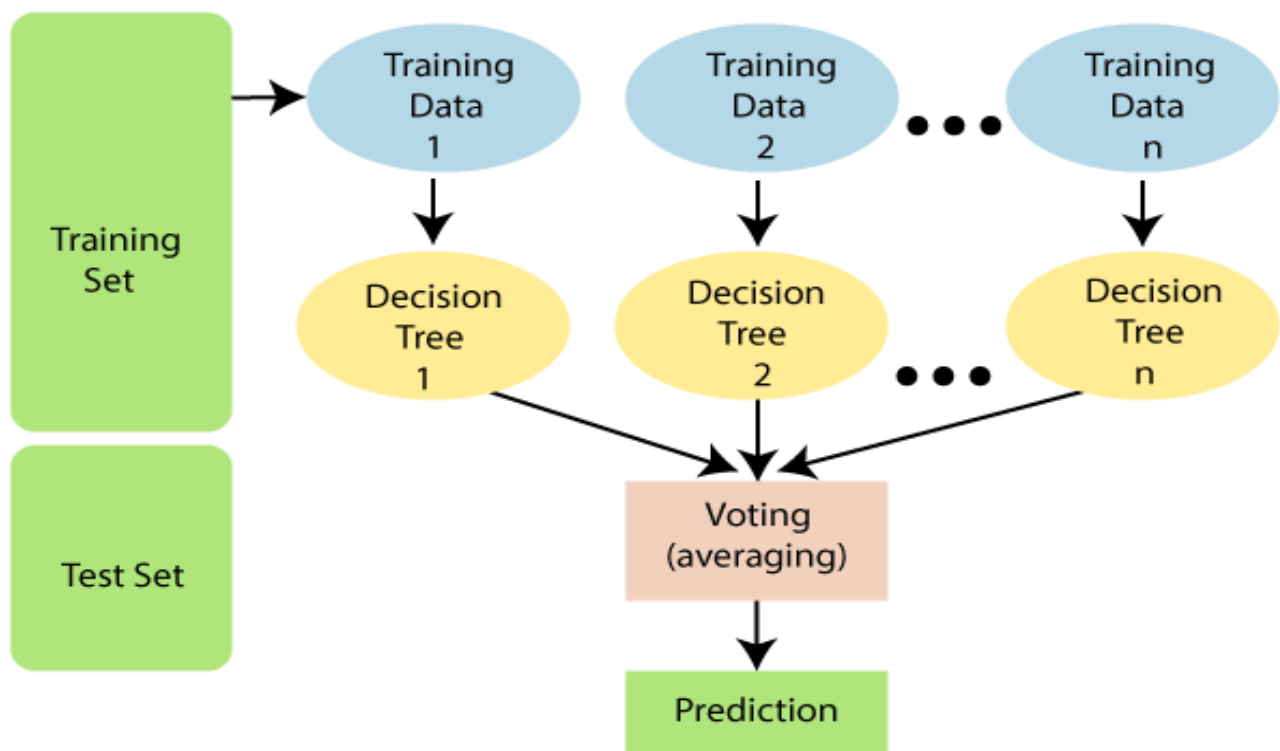 Training
Set
Training
Data
1
Training
Data
2
Training
Data
n
Decision
Tree
1
Decision
Tree
2
Decision
Tree
n
Test Set
Voting
(averaging)
Prediction